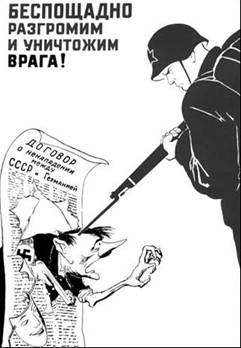 БЕСПОЩАДНО
РАЗГРОМИМ
И УНИЧТОЖИМ
ВРАГА!
ДОГОВОР
о ненападении
между
СССР и Германией